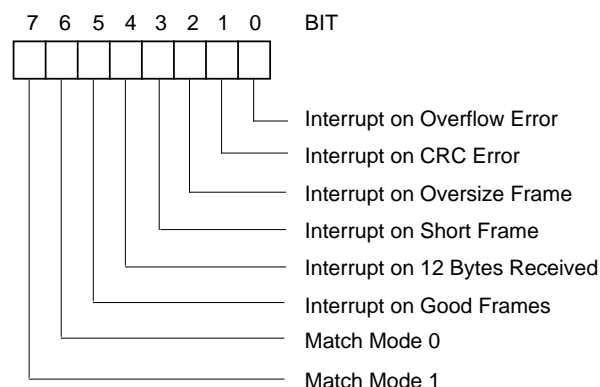 7 6 5 4 3 2 1 0 BIT
Interrupt on Overflow Error
Interrupt on CRC Error
Interrupt on Oversize Frame
Interrupt on Short Frame
Interrupt on 12 Bytes Received
Interrupt on Good Frames
Match Mode 0
Match Mode 1